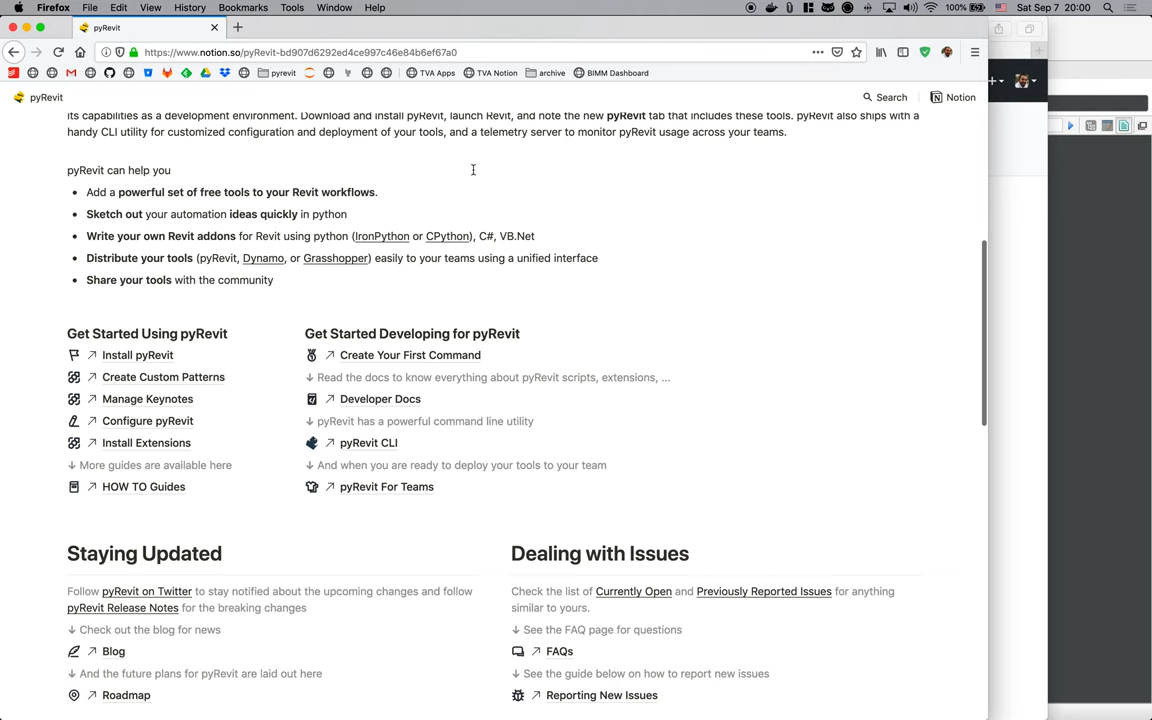 Firefox File Edit View History Bookmarks Tools Window Help 100% Sat Sep 7 20:00
pyRevit
https://www.notion.so/pyRevit-bd907d6292ed4ce997c46e84b6ef67a0
pyrevit TVA Apps TVA Notion archive BIMM Dashboard
pyRevit Search Notion
its capabilities as a development environment. Download and install pyRevit, launch Revit, and note the new pyRevit tab that includes these tools. pyRevit also ships with a
handy CLI utility for customized configuration and deployment of your tools, and a telemetry server to monitor pyRevit usage across your teams.
pyRevit can help you
• Add a powerful set of free tools to your Revit workflows.
• Sketch out your automation ideas quickly in python
• Write your own Revit addons for Revit using python (IronPython or CPython), C#, VB.Net
• Distribute your tools (pyRevit, Dynamo, or Grasshopper) easily to your teams using a unified interface
• Share your tools with the community
Get Started Using pyRevit
↗ Install pyRevit
↗ Create Custom Patterns
↗ Manage Keynotes
↗ Configure pyRevit
↗ Install Extensions
↓ More guides are available here
↗ HOW TO Guides
Get Started Developing for pyRevit
↗ Create Your First Command
↓ Read the docs to know everything about pyRevit scripts, extensions, ...
↗ Developer Docs
↓ pyRevit has a powerful command line utility
↗ pyRevit CLI
↓ And when you are ready to deploy your tools to your team
↗ pyRevit For Teams
Staying Updated
Follow pyRevit on Twitter to stay notified about the upcoming changes and follow
pyRevit Release Notes for the breaking changes
↓ Check out the blog for news
↗ Blog
↓ And the future plans for pyRevit are laid out here
↗ Roadmap
Dealing with Issues
Check the list of Currently Open and Previously Reported Issues for anything
similar to yours.
↓ See the FAQ page for questions
↗ FAQs
↓ See the guide below on how to report new issues
↗ Reporting New Issues